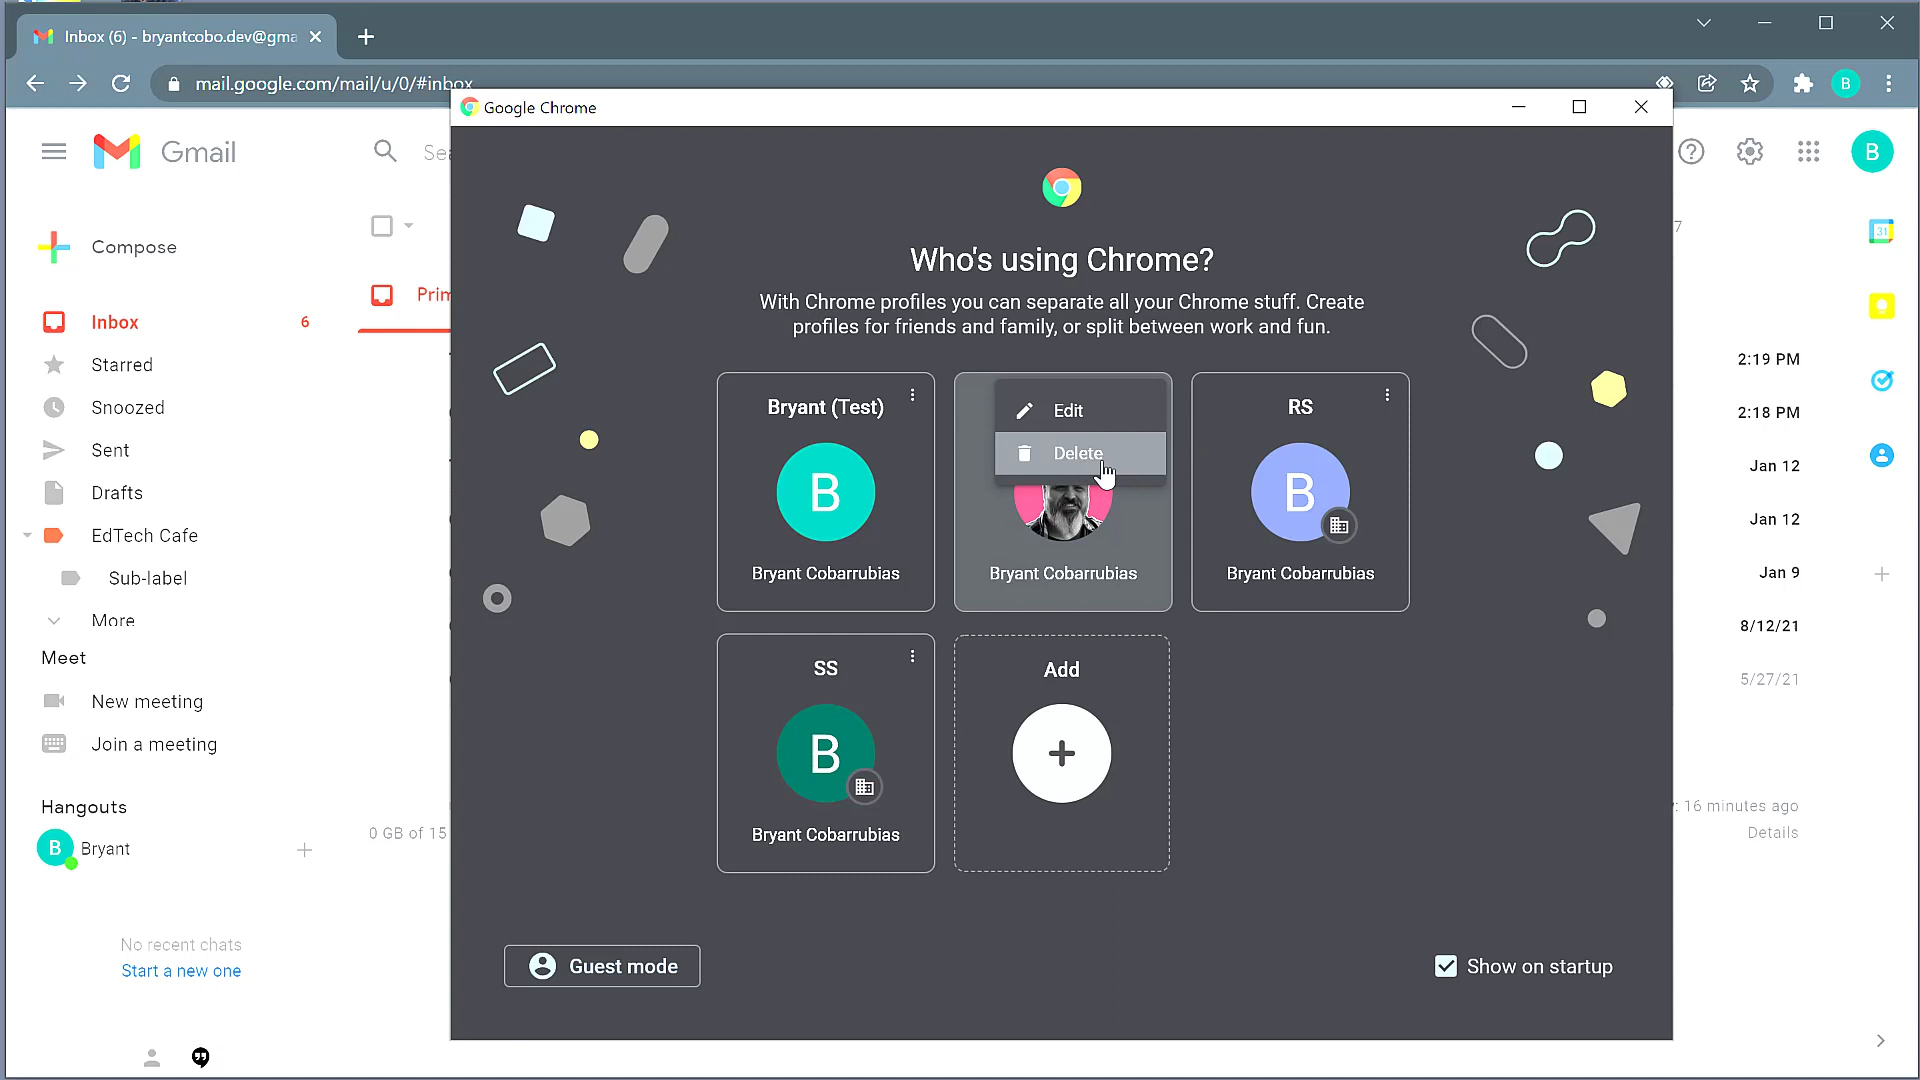 Inbox (6) - bryantcobo.dev@gma
mail.google.com/mail/u/0/#inbox
B
Google Chrome
Gmail
B
Compose
Who's using Chrome?
With Chrome profiles you can separate all your Chrome stuff. Create
profiles for friends and family, or split between work and fun.
31
Inbox 6
Starred
Snoozed
Sent
Drafts
EdTech Cafe
Sub-label
More
Meet
New meeting
Join a meeting
Hangouts
B Bryant
No recent chats
Start a new one
Bryant (Test)
B
Bryant Cobarrubias
Edit
Delete
Bryant Cobarrubias
RS
B
Bryant Cobarrubias
SS
B
Bryant Cobarrubias
Add
Guest mode
Show on startup
2:19 PM
2:18 PM
Jan 12
Jan 12
Jan 9
8/12/21
5/27/21
0 GB of 15
16 minutes ago
Details